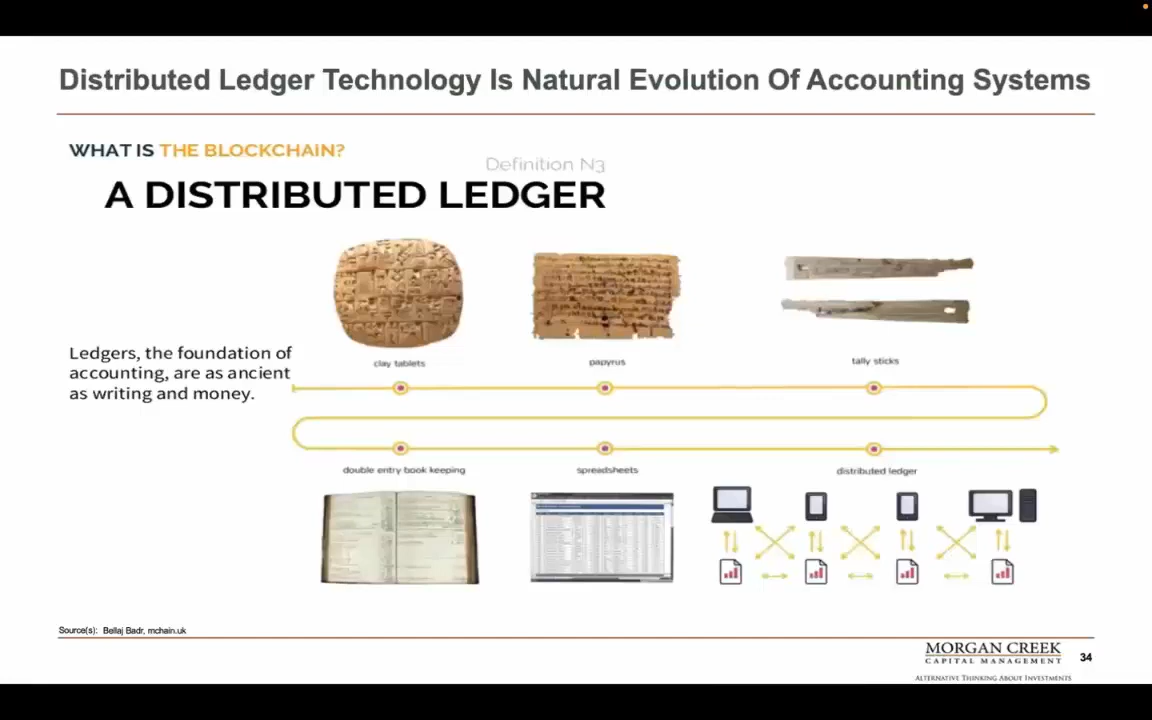 Distributed Ledger Technology Is Natural Evolution Of Accounting Systems
WHAT IS THE BLOCKCHAIN?
Definition N3
A DISTRIBUTED LEDGER
clay tablets
papyrus
tally sticks
Ledgers, the foundation of
accounting, are as ancient
as writing and money.
double entry book keeping
spreadsheets
distributed ledger
Source(s): Bellaj Badr, mchain.uk
MORGAN CREEK
CAPITAL MANAGEMENT
ALTERNATIVE THINKING ABOUT INVESTMENTS
34